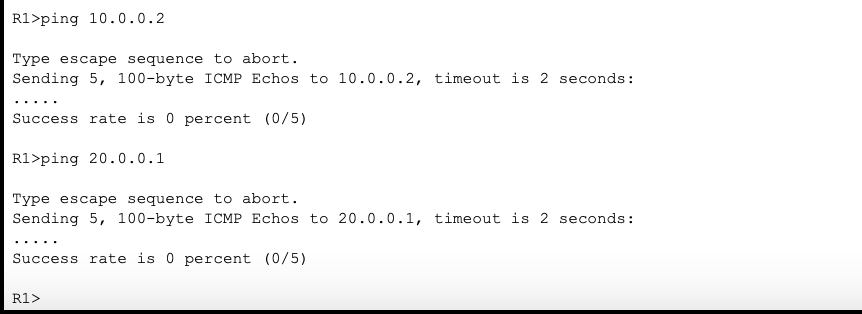 R1>ping 10.0.0.2
Type escape sequence to abort.
Sending 5, 100-byte ICMP Echos to 10.0.0.2, timeout is 2 seconds:
.....
Success rate is 0 percent (0/5)
R1>ping 20.0.0.1
Type escape sequence to abort.
Sending 5, 100-byte ICMP Echos to 20.0.0.1, timeout is 2 seconds:
.....
Success rate is 0 percent (0/5)
R1>